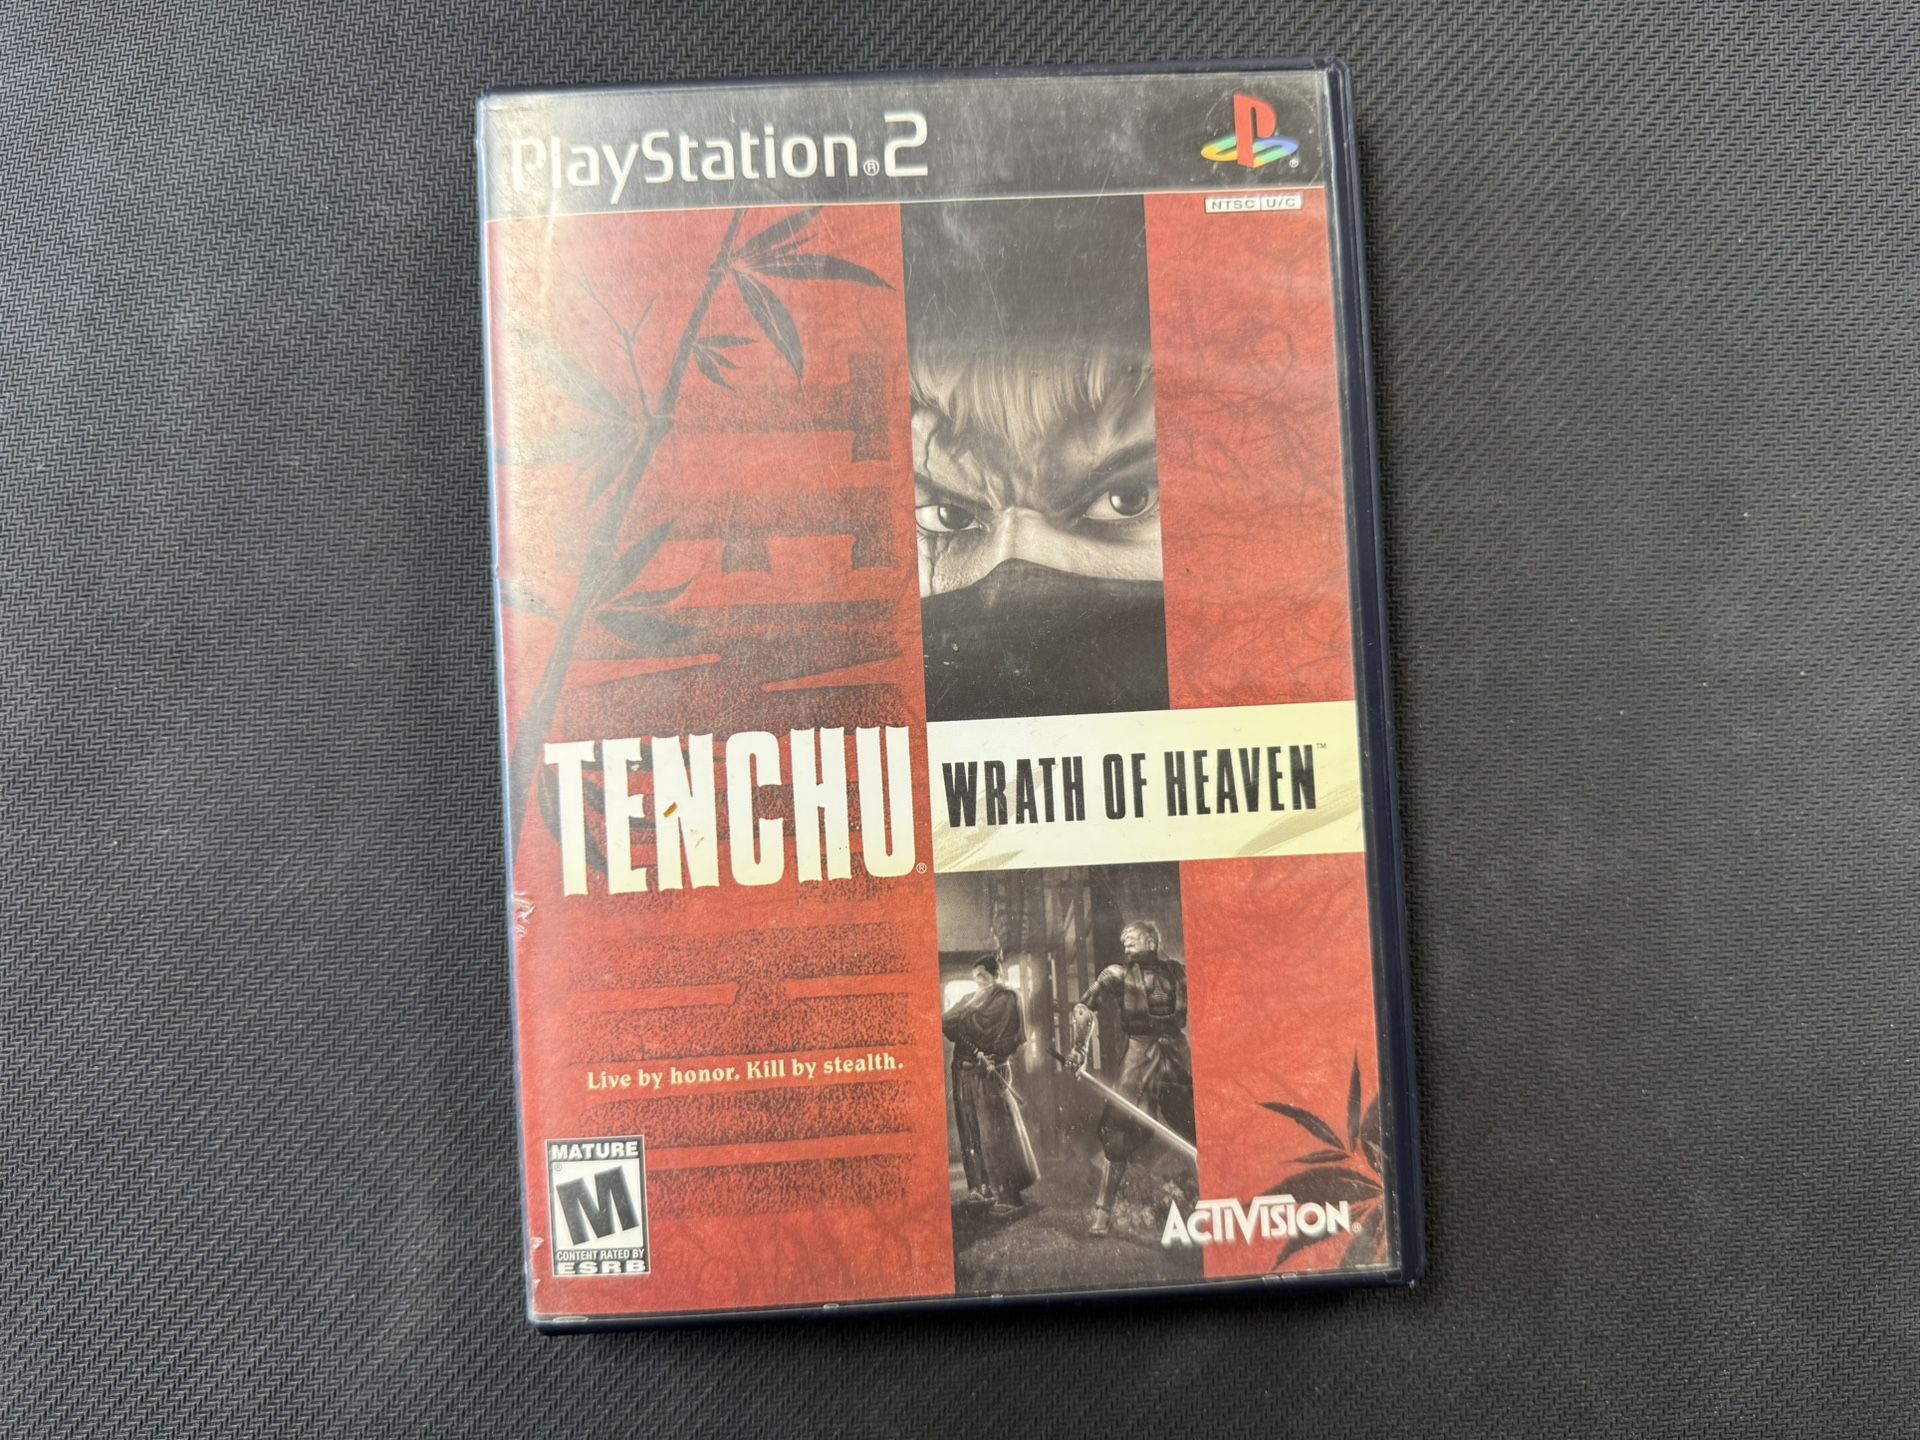 PlayStation®2
NTSC U/C
TENCHU®
WRATH OF HEAVEN™
Live by honor. Kill by stealth.
MATURE
M
®
CONTENT RATED BY
ESRB
ACTIVISION®